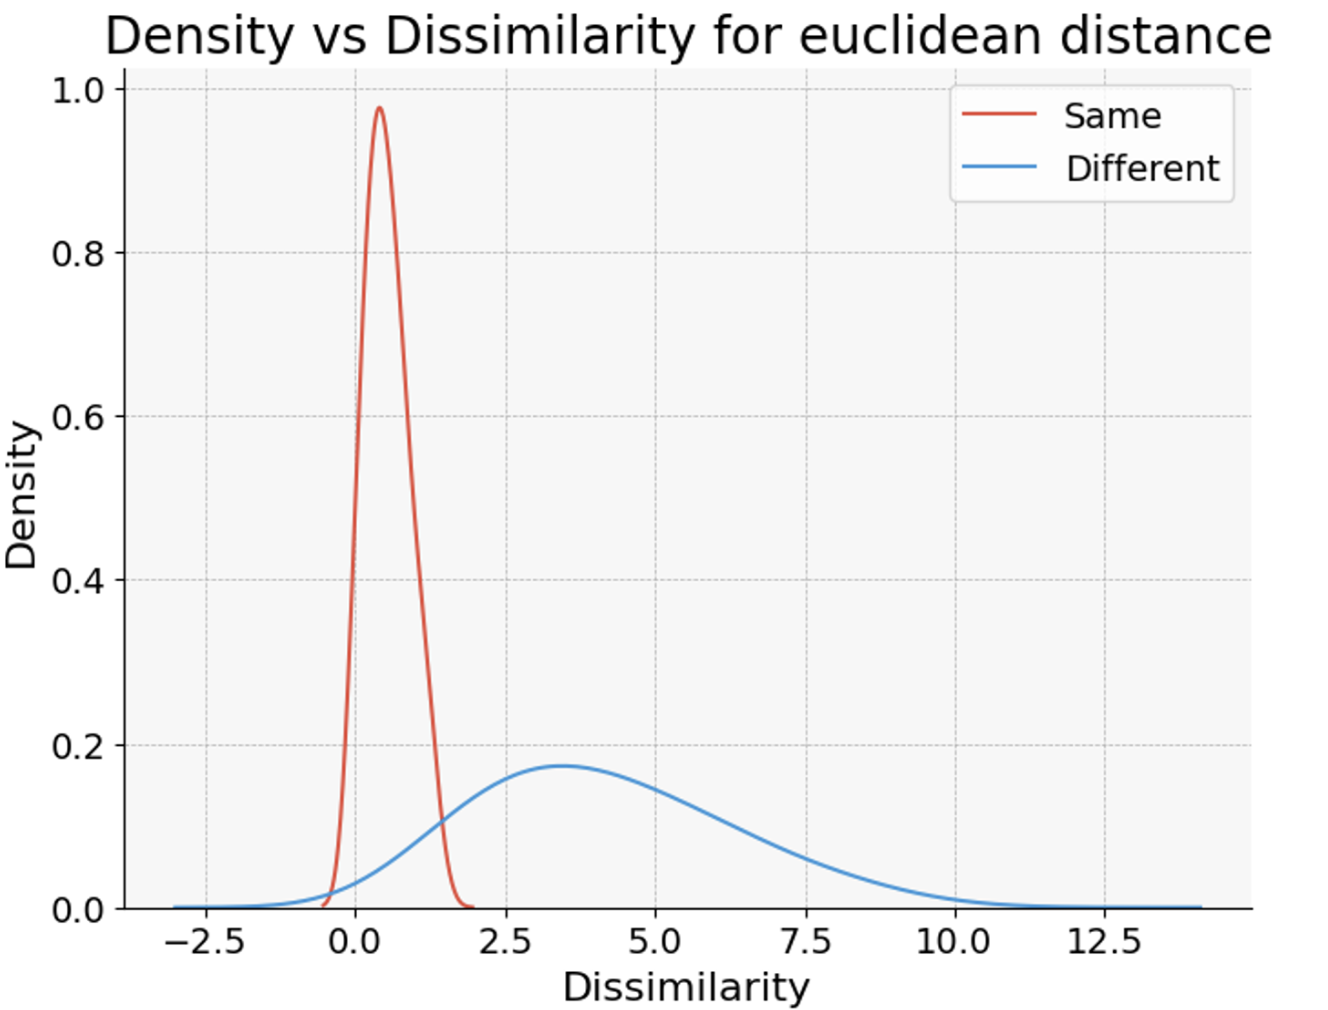 Density vs Dissimilarity for euclidean distance
1.0
0.8
0.6
0.4
0.2
0.0
Density
Same
Different
−2.5 0.0 2.5 5.0 7.5 10.0 12.5
Dissimilarity